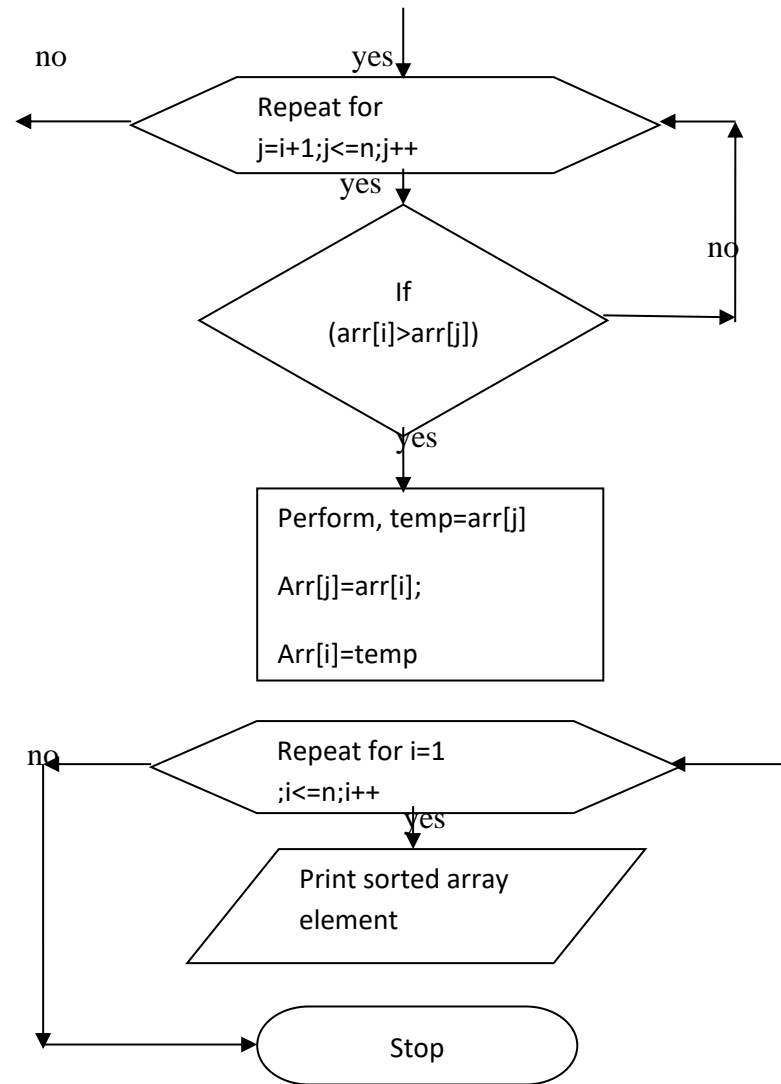 no
yes
Repeat for
j=i+1;j<=n;j++
yes
no
If
(arr[i]>arr[j])
yes
Perform, temp=arr[j]
Arr[j]=arr[i];
Arr[i]=temp
no
Repeat for i=1
;i<=n;i++
yes
Print sorted array
element
Stop